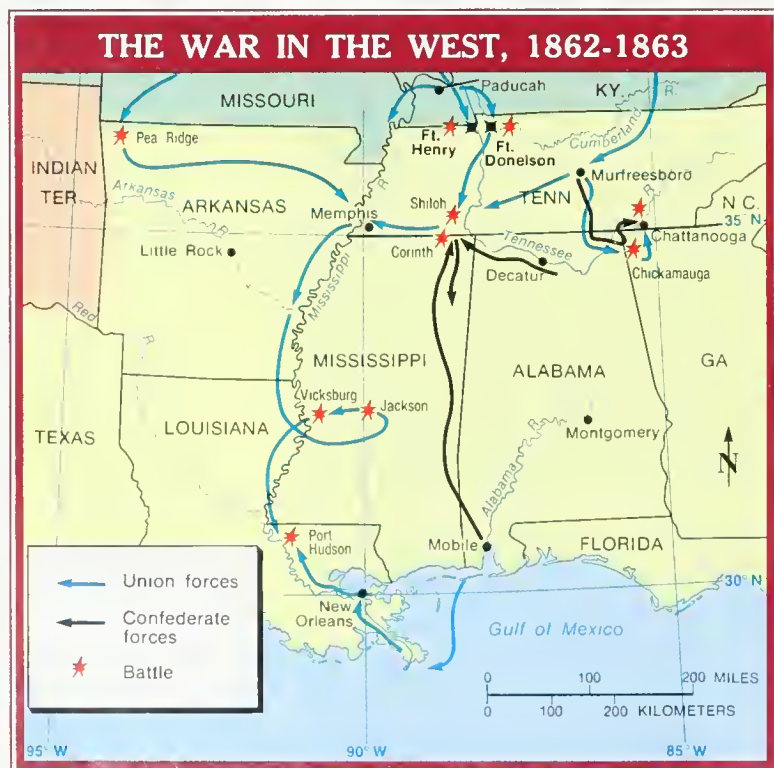 THE WAR IN THE WEST, 1862-1863
Paducah
MISSOURI
KY
R.
Pea Ridge
Ft.
Henry
Ft.
Donelson
Cumberland
INDIAN
TER
Arkansas
R.
ARKANSAS
Murfreesboro
Shiloh
TENN
R.
N C.
35° N
Memphis
Little Rock
Corinth
Tennessee
Chattanooga
Decatur
Chickamauga
Mississippi
Red
R.
MISSISSIPPI
ALABAMA
GA
Vicksburg
Jackson
TEXAS
LOUISIANA
R.
Montgomery
Alabama
N
Port
Hudson
Mobile
FLORIDA
Union forces
30° N
Confederate
forces
New
Orleans
Gulf of Mexico
Battle
0 100 200 MILES
0 100 200 KILOMETERS
95° W
90° W
85° W